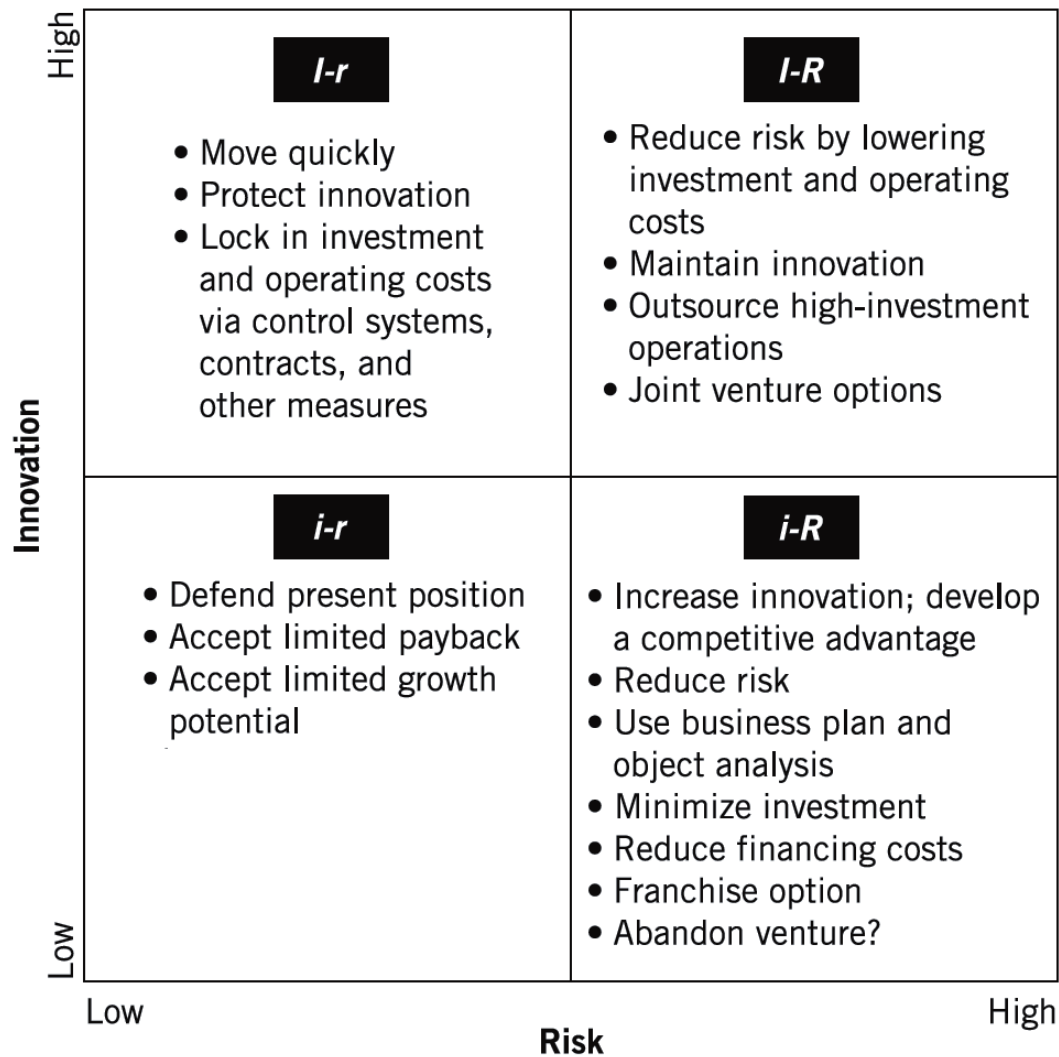 High
I-r
• Move quickly
• Protect innovation
• Lock in investment
and operating costs
via control systems,
contracts, and
other measures
I-R
• Reduce risk by lowering
investment and operating
costs
• Maintain innovation
• Outsource high-investment
operations
• Joint venture options
Innovation
i-r
• Defend present position
• Accept limited payback
• Accept limited growth
potential
i-R
• Increase innovation; develop
a competitive advantage
• Reduce risk
• Use business plan and
object analysis
• Minimize investment
• Reduce financing costs
• Franchise option
• Abandon venture?
Low
Low
High
Risk